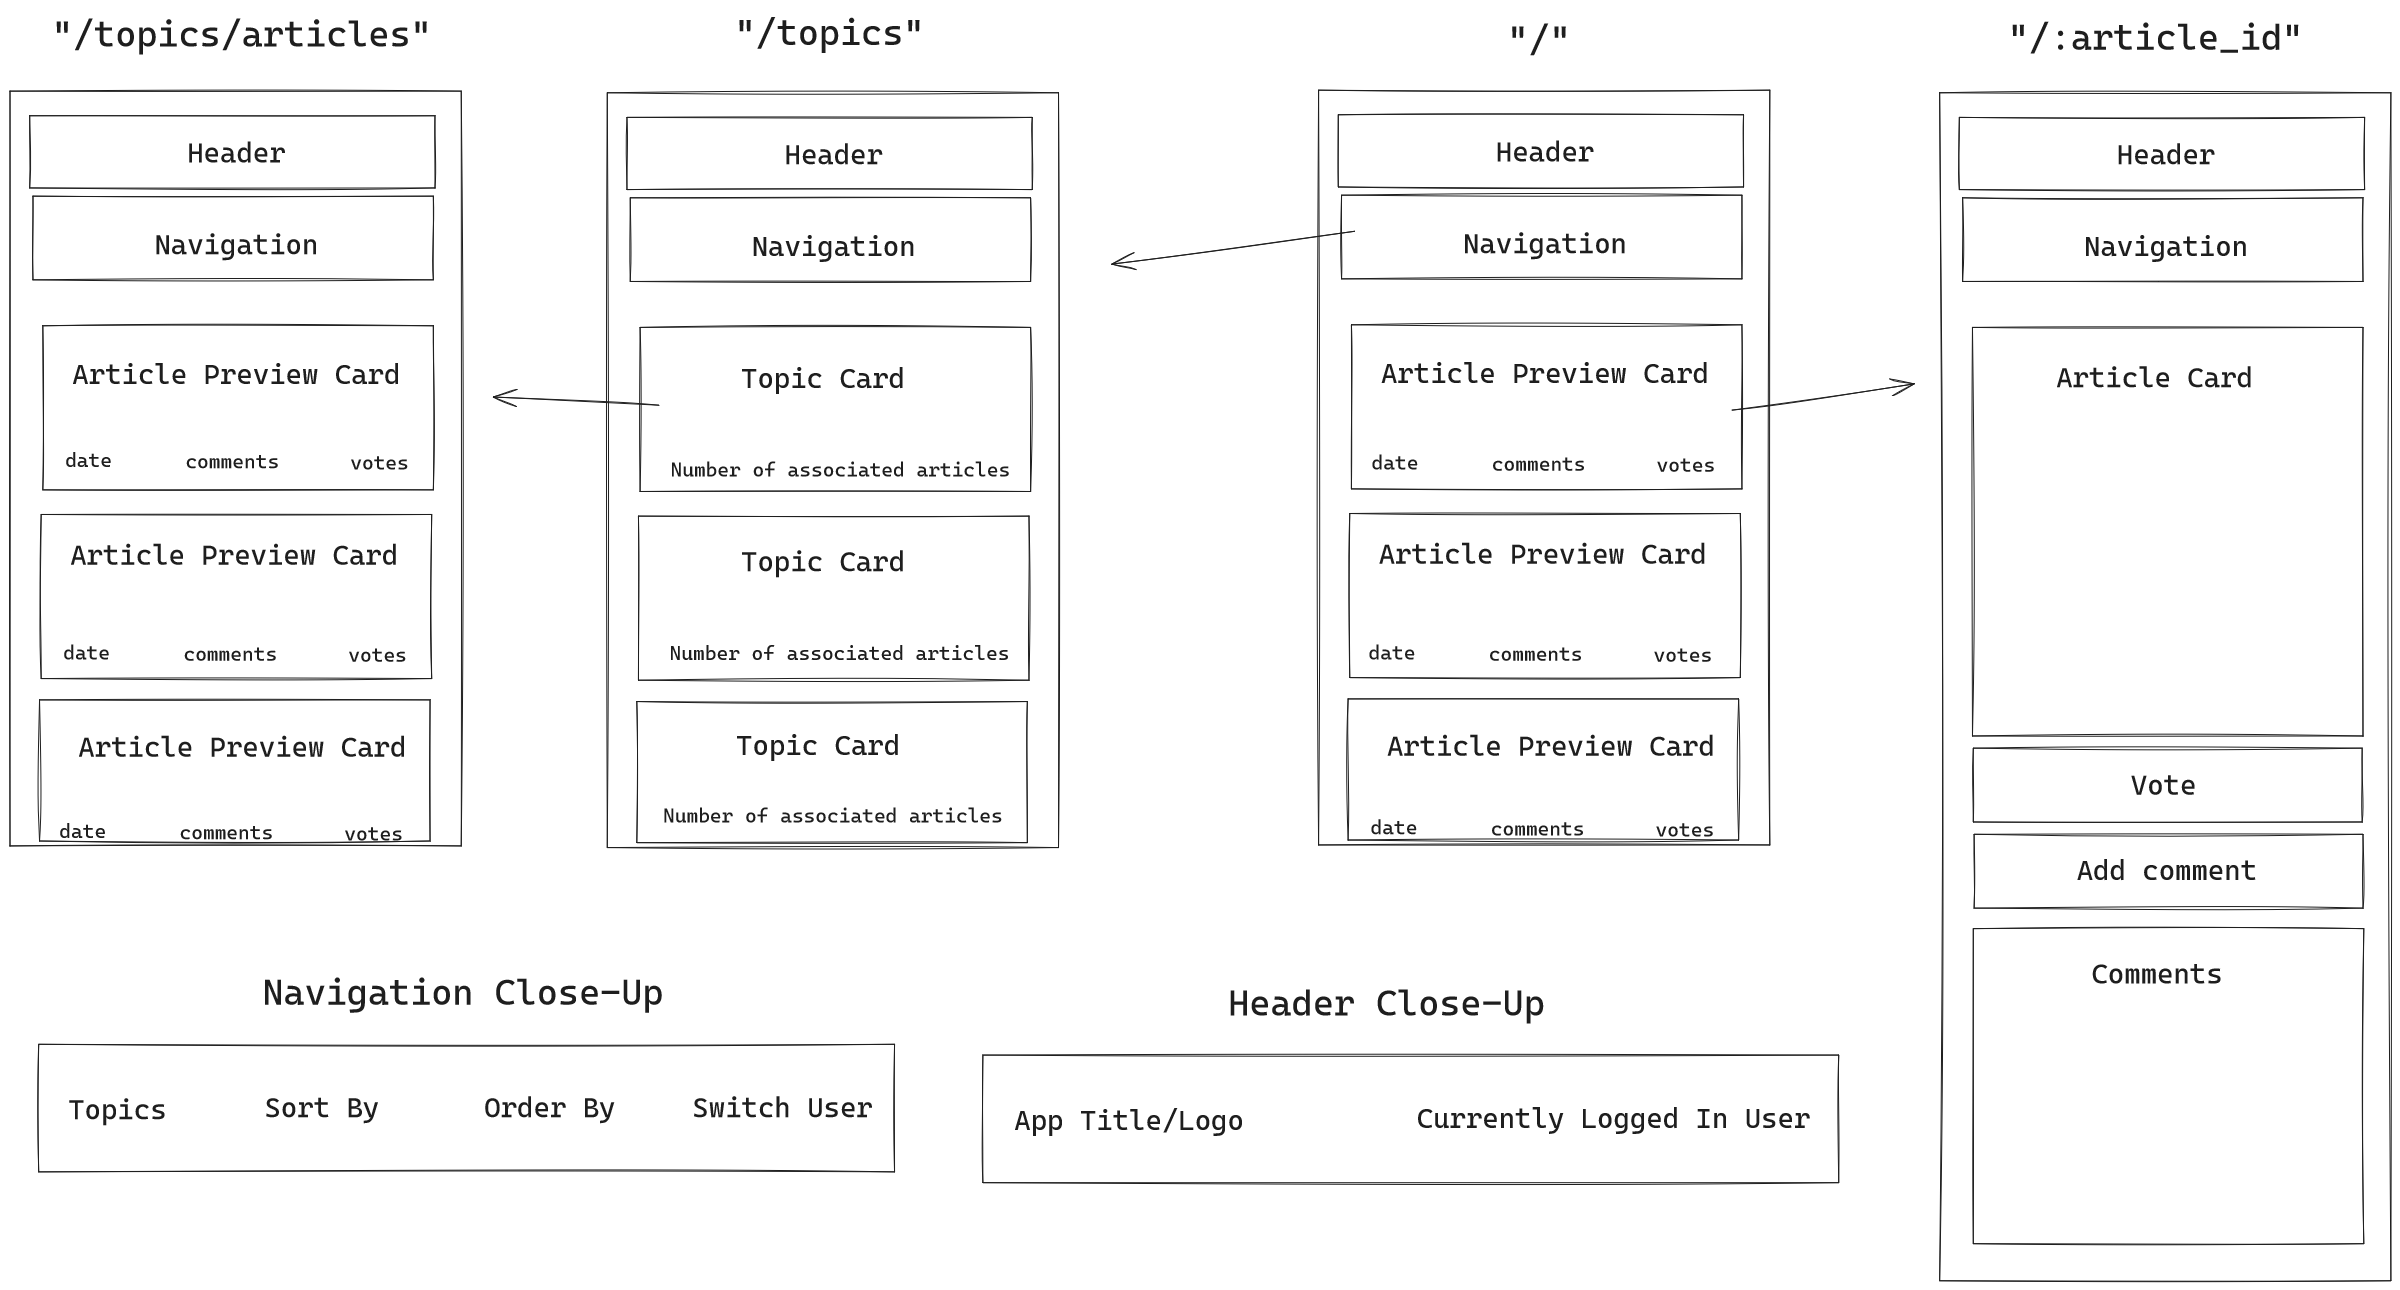 "/topics/articles"
Header
Navigation
Article Preview Card
date comments votes
Article Preview Card
date comments votes
Article Preview Card
date comments votes
"/topics"
Header
Navigation
Topic Card
Number of associated articles
Topic Card
Number of associated articles
Topic Card
Number of associated articles
"/"
Header
Navigation
Article Preview Card
date comments votes
Article Preview Card
date comments votes
Article Preview Card
date comments votes
"/:article_id"
Header
Navigation
Article Card
Vote
Add comment
Comments
Navigation Close-Up
Topics Sort By Order By Switch User
Header Close-Up
App Title/Logo Currently Logged In User